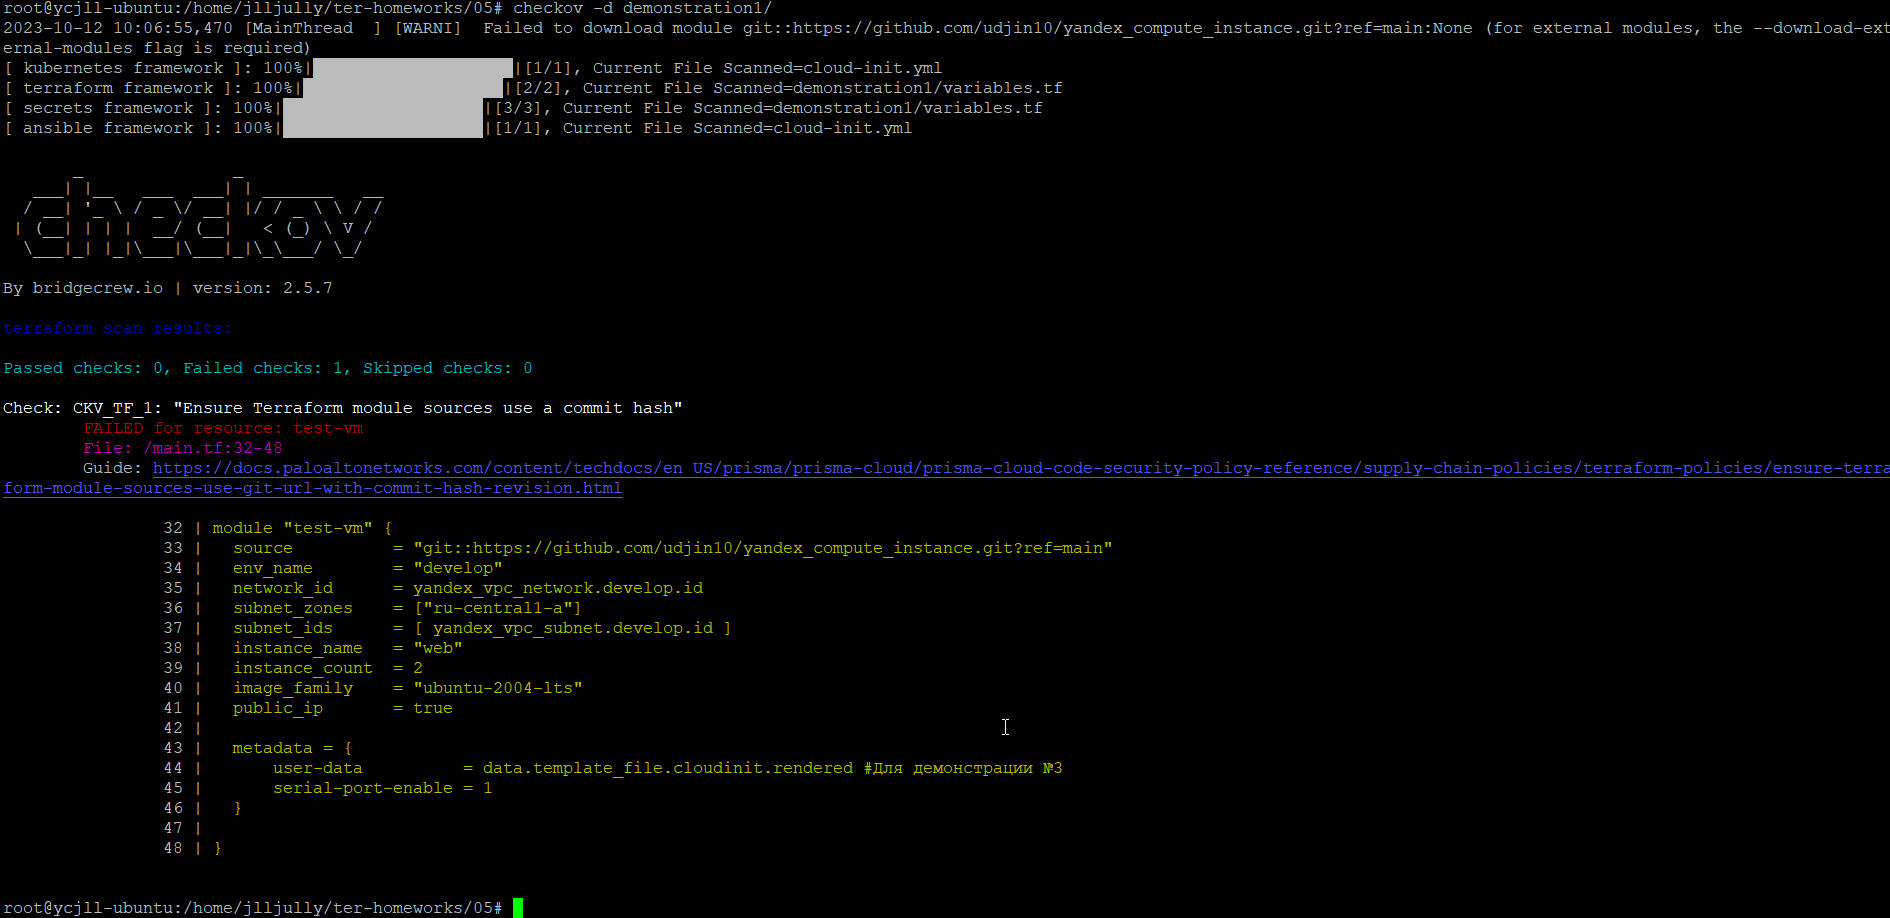 root@ycjll-ubuntu:/home/jlljully/ter-homeworks/05# checkov -d demonstration1/
2023-10-12 10:06:55,470 [MainThread  ] [WARNI]  Failed to download module git::https://github.com/udjin10/yandex_compute_instance.git?ref=main:None (for external modules, the --download-ext
ernal-modules flag is required)
[ kubernetes framework ]: 100%|████████████████████|[1/1], Current File Scanned=cloud-init.yml
[ terraform framework ]: 100%|████████████████████|[2/2], Current File Scanned=demonstration1/variables.tf
[ secrets framework ]: 100%|████████████████████|[3/3], Current File Scanned=demonstration1/variables.tf
[ ansible framework ]: 100%|████████████████████|[1/1], Current File Scanned=cloud-init.yml
checkov
By bridgecrew.io | version: 2.5.7
terraform scan results:
Passed checks: 0, Failed checks: 1, Skipped checks: 0
Check: CKV_TF_1: "Ensure Terraform module sources use a commit hash"
        FAILED for resource: test-vm
        File: /main.tf:32-48
        Guide: https://docs.paloaltonetworks.com/content/techdocs/en_US/prisma/prisma-cloud/prisma-cloud-code-security-policy-reference/supply-chain-policies/terraform-policies/ensure-terra
form-module-sources-use-git-url-with-commit-hash-revision.html
                32 | module "test-vm" {
                33 |   source          = "git::https://github.com/udjin10/yandex_compute_instance.git?ref=main"
                34 |   env_name        = "develop"
                35 |   network_id      = yandex_vpc_network.develop.id
                36 |   subnet_zones    = ["ru-central1-a"]
                37 |   subnet_ids      = [ yandex_vpc_subnet.develop.id ]
                38 |   instance_name   = "web"
                39 |   instance_count  = 2
                40 |   image_family    = "ubuntu-2004-lts"
                41 |   public_ip       = true
                42 |
                43 |   metadata = {
                44 |       user-data          = data.template_file.cloudinit.rendered #Для демонстрации №3
                45 |       serial-port-enable = 1
                46 |   }
                47 |
                48 | }
root@ycjll-ubuntu:/home/jlljully/ter-homeworks/05#